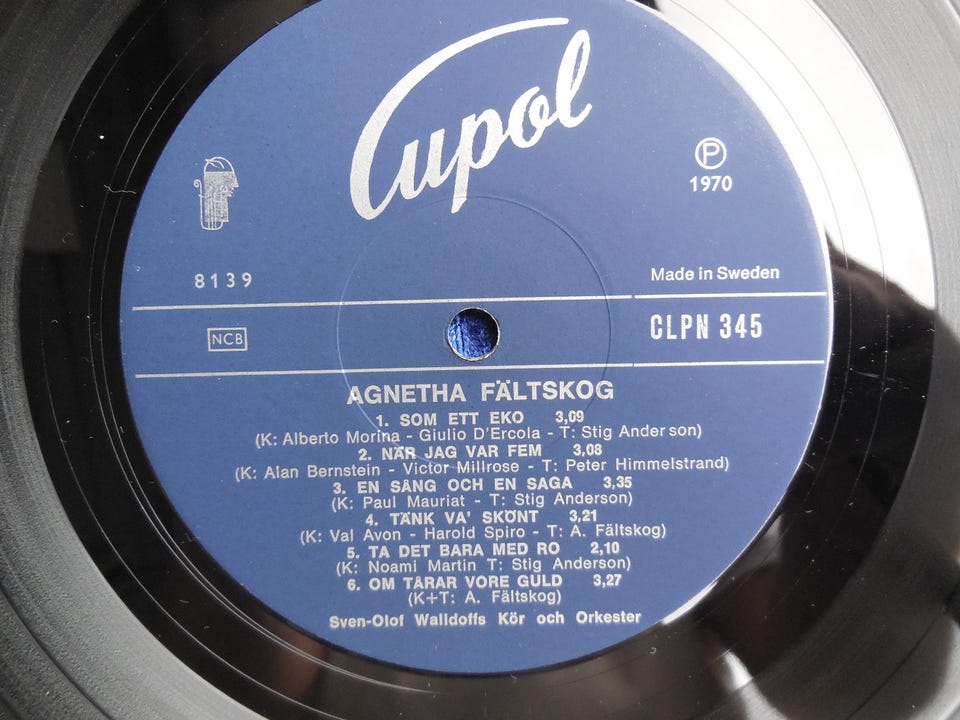 Cupol
Ⓟ
1970
8139
Made in Sweden
NCB
CLPN 345
AGNETHA FÄLTSKOG
1. SOM ETT EKO 3,09
(K: Alberto Morina - Giulio D'Ercola - T: Stig Anderson)
2. NÄR JAG VAR FEM 3,08
(K: Alan Bernstein - Victor Millrose - T: Peter Himmelstrand)
3. EN SÅNG OCH EN SAGA 3,35
(K: Paul Mauriat - T: Stig Anderson)
4. TÄNK VA' SKÖNT 3,21
(K: Val Avon - Harold Spiro - T: A. Fältskog)
5. TA DET BARA MED RO 2,10
(K: Noami Martin T: Stig Anderson)
6. OM TÅRAR VORE GULD 3,27
(K+T: A. Fältskog)
Sven-Olof Walldoffs Kör och Orkester